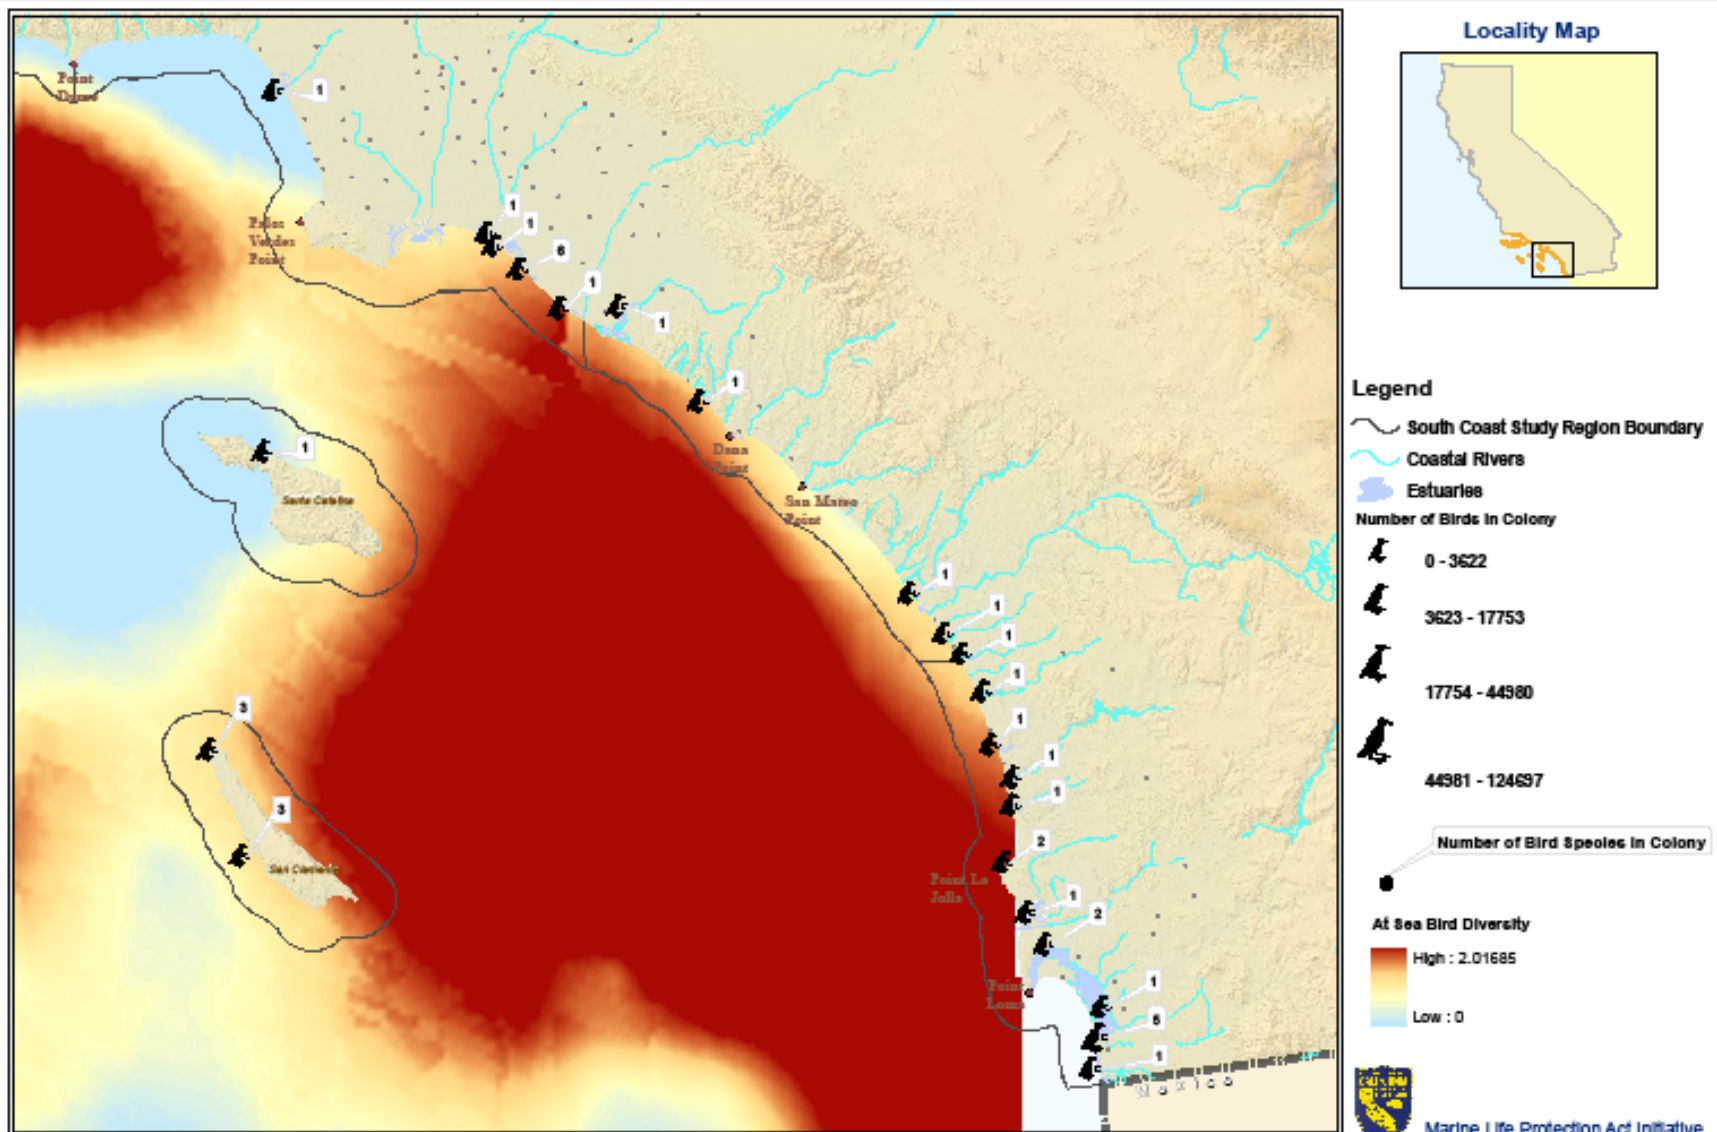 Point
Dume
1
Palos
Verdes
Point
1
1
6
1
1
1
Dana
Point
San Mateo
Point
1
Santa Catalina
1
1
1
1
1
1
1
2
Point La
Jolla
1
2
3
3
San Clemente
Point
Loma
1
6
1
Mexico
Locality Map
Legend
South Coast Study Region Boundary
Coastal Rivers
Estuaries
Number of Birds in Colony
0 - 3622
3623 - 17753
17754 - 44980
44981 - 124697
Number of Bird Species in Colony
At Sea Bird Diversity
High : 2.01685
Low : 0
Marine Life Protection Act Initiative